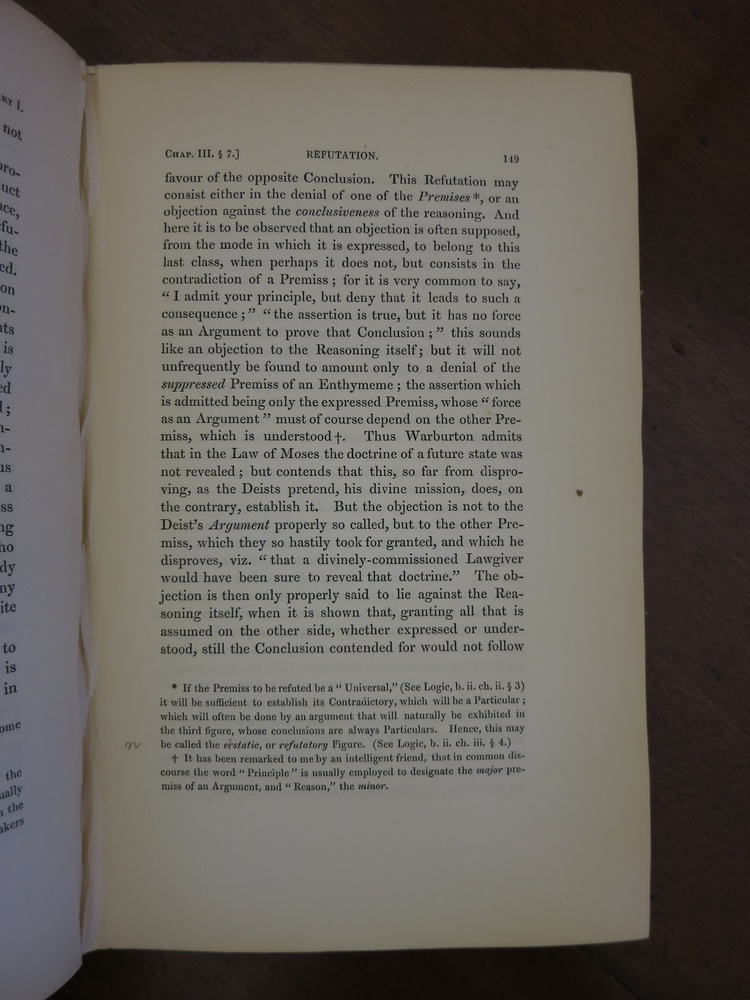 RT I.
not
pro-
uct
ace,
fu-
the
ed.
on
on-
nts
is
ly
ed
l ;
n-
n-
us
a
ss
ng
ho
dy
ny
ite
to
is
in
ome
the
ually
n the
akers
Chap. III. § 7.] REFUTATION. 149
favour of the opposite Conclusion. This Refutation may
consist either in the denial of one of the Premises *, or an
objection against the conclusiveness of the reasoning. And
here it is to be observed that an objection is often supposed,
from the mode in which it is expressed, to belong to this
last class, when perhaps it does not, but consists in the
contradiction of a Premiss ; for it is very common to say,
“ I admit your principle, but deny that it leads to such a
consequence ; ” “ the assertion is true, but it has no force
as an Argument to prove that Conclusion ; ” this sounds
like an objection to the Reasoning itself ; but it will not
unfrequently be found to amount only to a denial of the
suppressed Premiss of an Enthymeme ; the assertion which
is admitted being only the expressed Premiss, whose “ force
as an Argument ” must of course depend on the other Pre-
miss, which is understood †. Thus Warburton admits
that in the Law of Moses the doctrine of a future state was
not revealed ; but contends that this, so far from dispro-
ving, as the Deists pretend, his divine mission, does, on
the contrary, establish it. But the objection is not to the
Deist’s Argument properly so called, but to the other Pre-
miss, which they so hastily took for granted, and which he
disproves, viz. “ that a divinely-commissioned Lawgiver
would have been sure to reveal that doctrine.” The ob-
jection is then only properly said to lie against the Rea-
soning itself, when it is shown that, granting all that is
assumed on the other side, whether expressed or under-
stood, still the Conclusion contended for would not follow
* If the Premiss to be refuted be a “ Universal,” (See Logic, b. ii. ch. ii. § 3)
it will be sufficient to establish its Contradictory, which will be a Particular ;
which will often be done by an argument that will naturally be exhibited in
the third figure, whose conclusions are always Particulars. Hence, this may
be called the erstatic, or refutatory Figure. (See Logic, b. ii. ch. iii. § 4.)
† It has been remarked to me by an intelligent friend, that in common dis-
course the word “ Principle ” is usually employed to designate the major pre-
miss of an Argument, and “ Reason,” the minor.